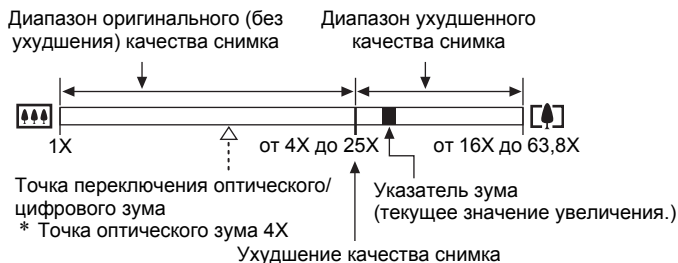 Диапазон оригинального (без
ухудшения) качества снимка
Диапазон ухудшенного
качества снимка
1X
от 4X до 25X
от 16X до 63,8X
Точка переключения оптического/
цифрового зума
* Точка оптического зума 4X
Указатель зума
(текущее значение увеличения.)
Ухудшение качества снимка